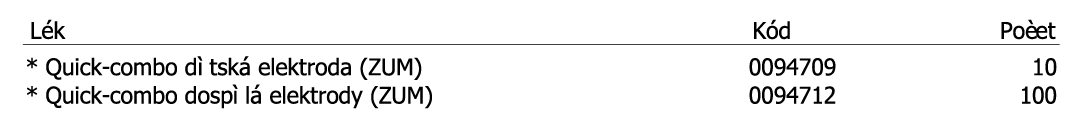 Lék Kód Poèet
* Quick-combo dì tská elektroda (ZUM) 0094709 10
* Quick-combo dospì lá elektrody (ZUM) 0094712 100